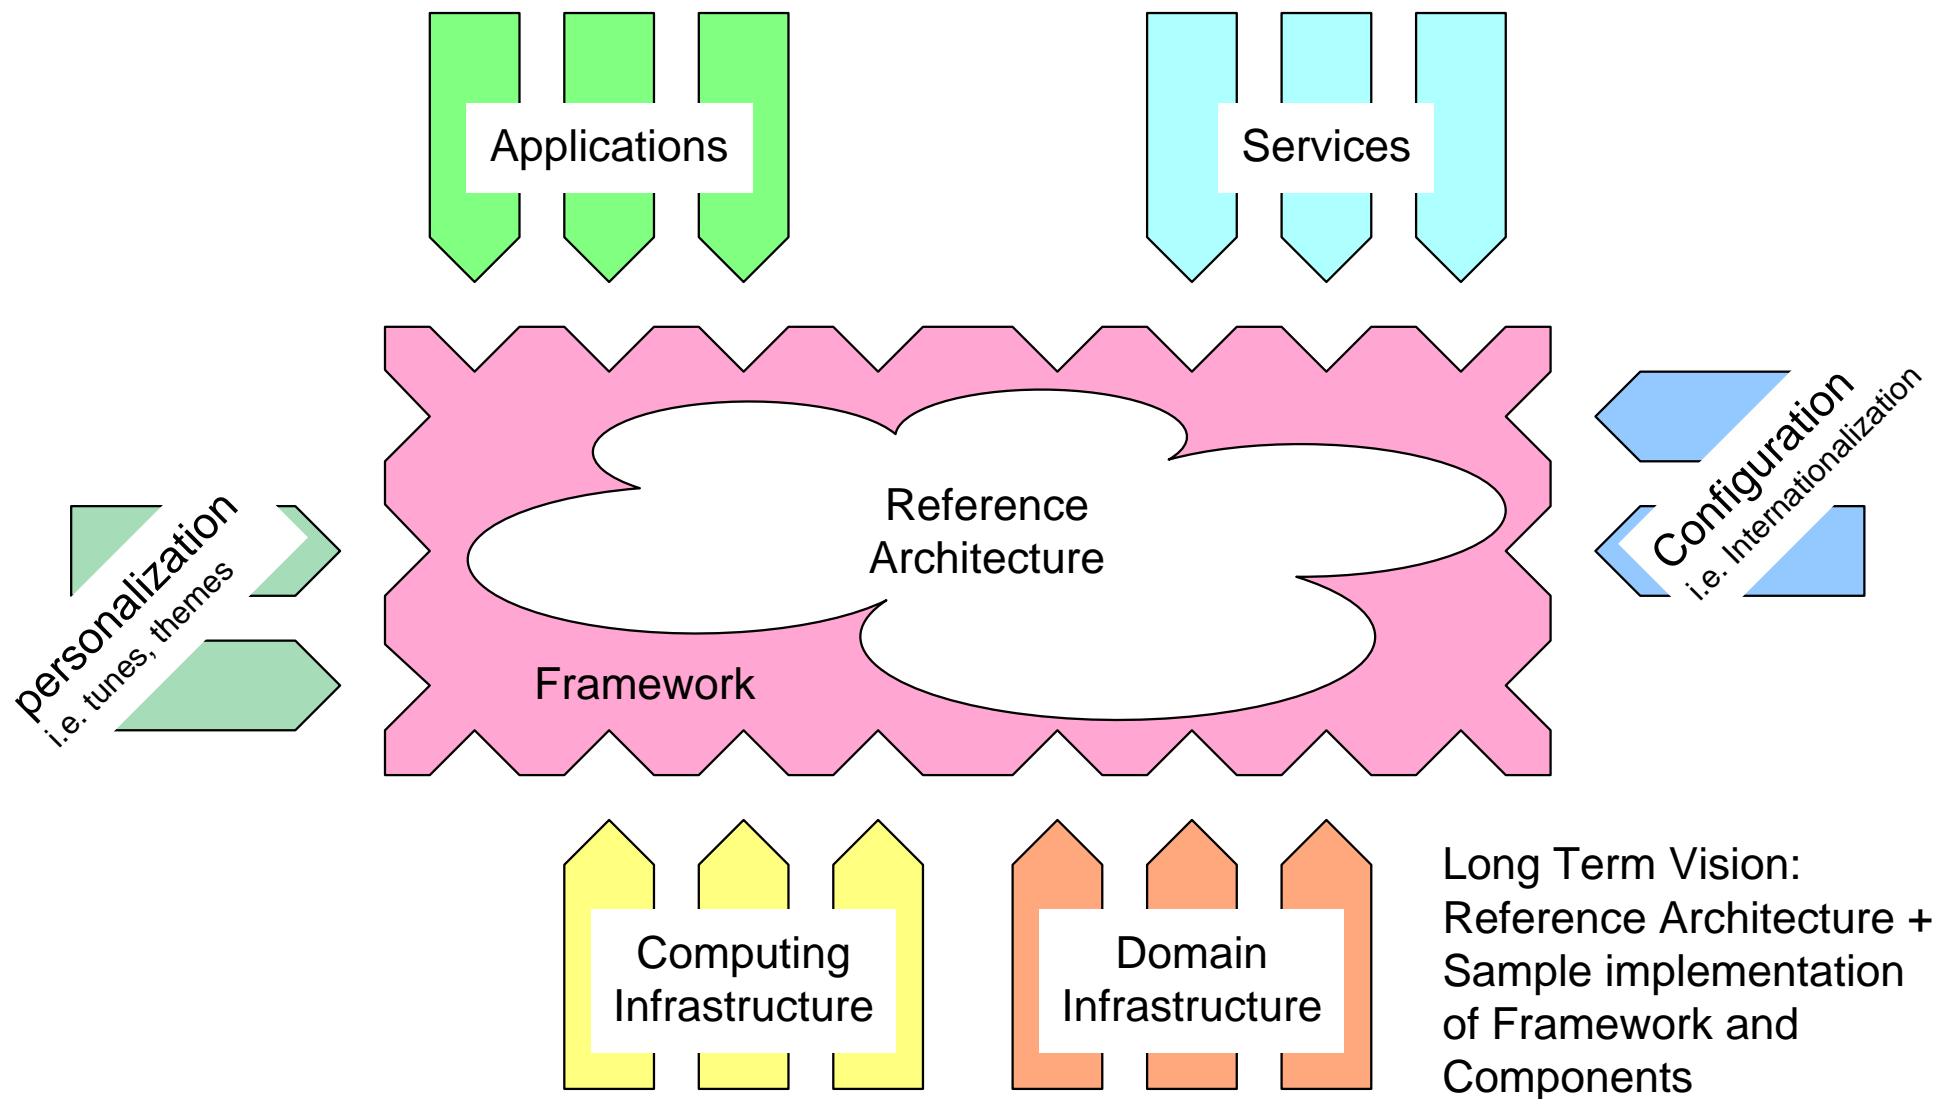 Applications
Services
Reference
Architecture
Configuration
i.e. Internationalization
personalization
i.e. tunes, themes
Framework
Computing
Infrastructure
Domain
Infrastructure
Long Term Vision:
Reference Architecture +
Sample implementation
of Framework and
Components